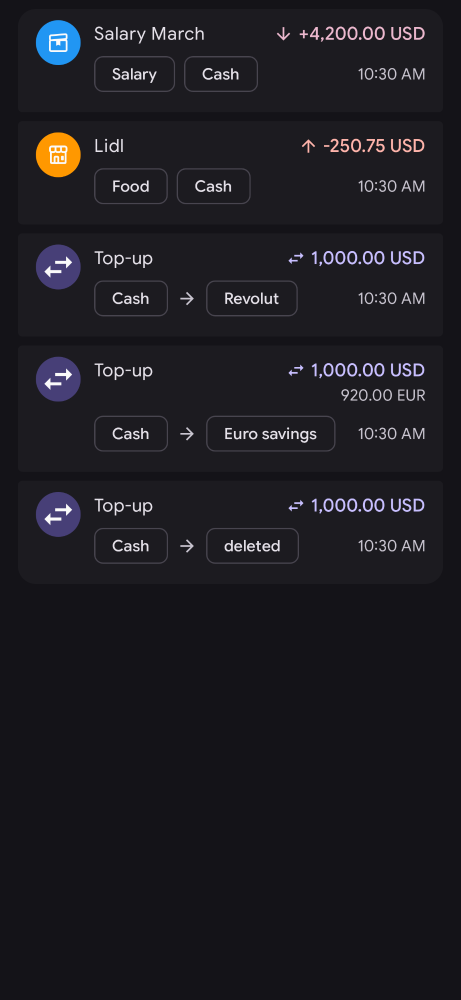 Salary March +4,200.00 USD
Salary Cash 10:30 AM
Lidl -250.75 USD
Food Cash 10:30 AM
Top-up 1,000.00 USD
Cash → Revolut 10:30 AM
Top-up 1,000.00 USD
920.00 EUR
Cash → Euro savings 10:30 AM
Top-up 1,000.00 USD
Cash → deleted 10:30 AM